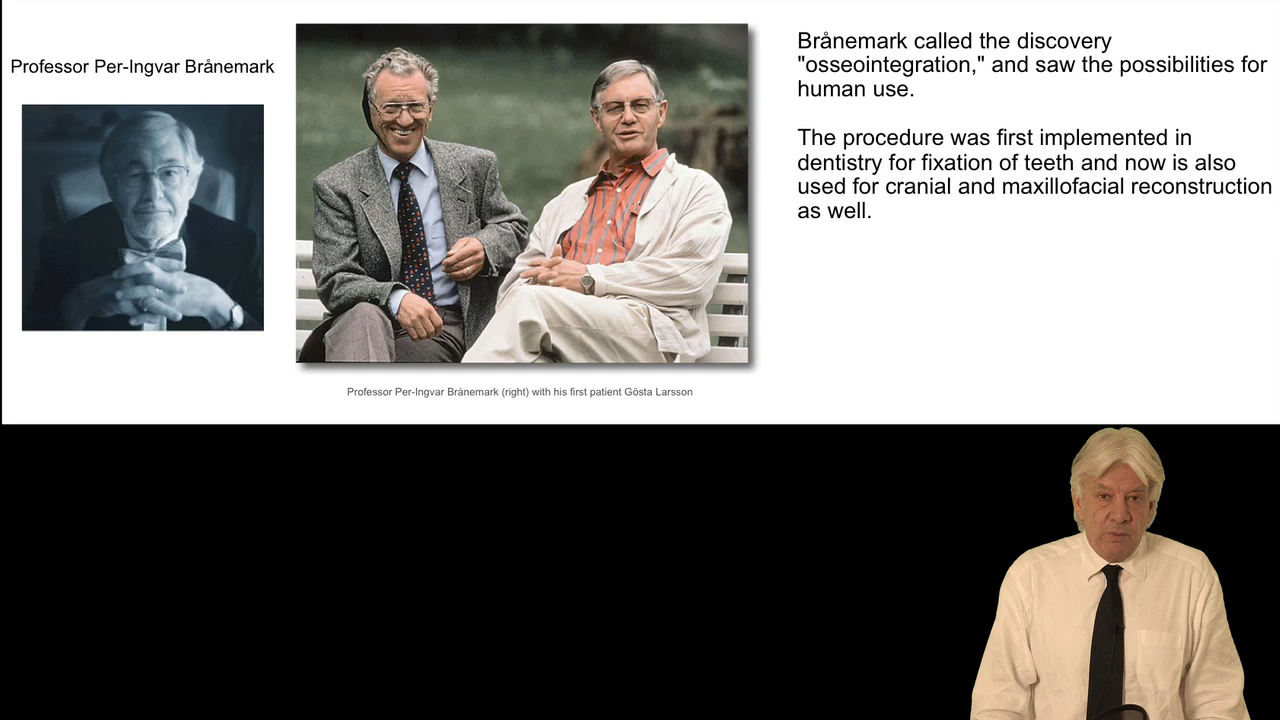 Professor Per-Ingvar Brånemark
Professor Per-Ingvar Brånemark (right) with his first patient Gösta Larsson
Brånemark called the discovery
"osseointegration," and saw the possibilities for
human use.
The procedure was first implemented in
dentistry for fixation of teeth and now is also
used for cranial and maxillofacial reconstruction
as well.